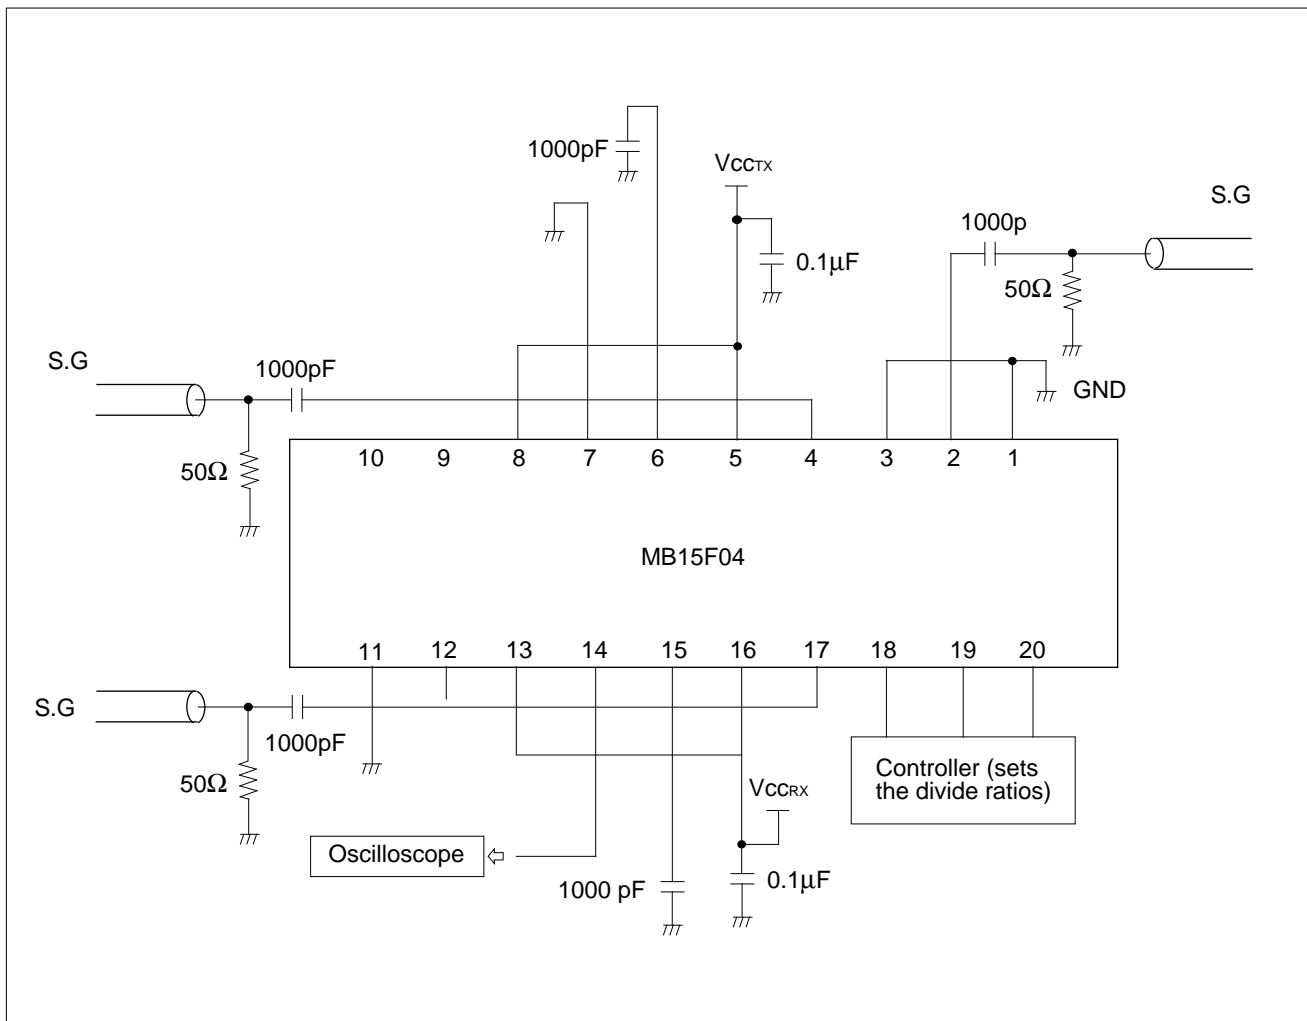 1000pF
VccTX
S.G
1000p
0.1µF
50Ω
S.G
1000pF
GND
50Ω
10 9 8 7 6 5 4 3 2 1
MB15F04
11 12 13 14 15 16 17 18 19 20
S.G
1000pF
50Ω
VccRX
Controller (sets
the divide ratios)
Oscilloscope
1000 pF
0.1µF